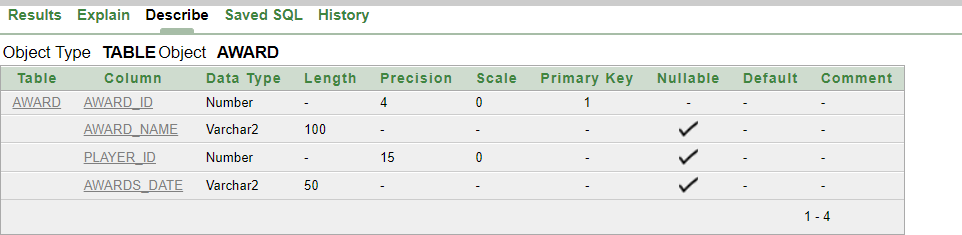 Results Explain Describe Saved SQL History
Object Type TABLE Object AWARD
Table Column Data Type Length Precision Scale Primary Key Nullable Default Comment
AWARD AWARD_ID Number - 4 0 1 - - -
AWARD_NAME Varchar2 100 - - - - -
PLAYER_ID Number - 15 0 - - -
AWARDS_DATE Varchar2 50 - - - - -
1 - 4